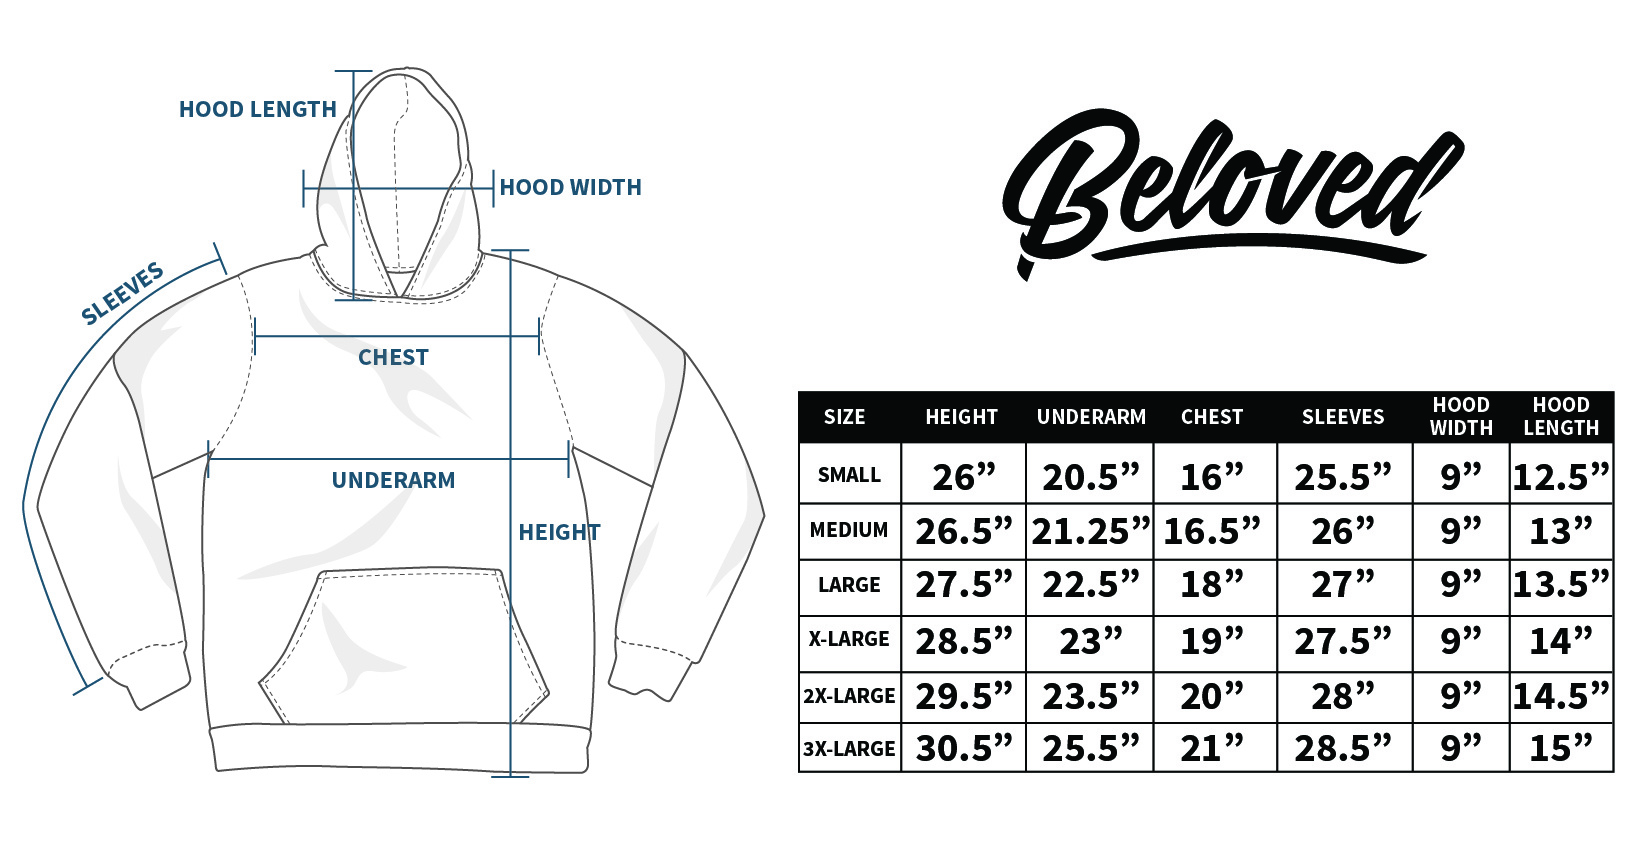 HOOD LENGTH
HOOD WIDTH
SLEEVES
CHEST
UNDERARM
HEIGHT
Beloved
SIZE HEIGHT UNDERARM CHEST SLEEVES HOOD WIDTH HOOD LENGTH
SMALL 26” 20.5” 16” 25.5” 9” 12.5”
MEDIUM 26.5” 21.25” 16.5” 26” 9” 13”
LARGE 27.5” 22.5” 18” 27” 9” 13.5”
X-LARGE 28.5” 23” 19” 27.5” 9” 14”
2X-LARGE 29.5” 23.5” 20” 28” 9” 14.5”
3X-LARGE 30.5” 25.5” 21” 28.5” 9” 15”